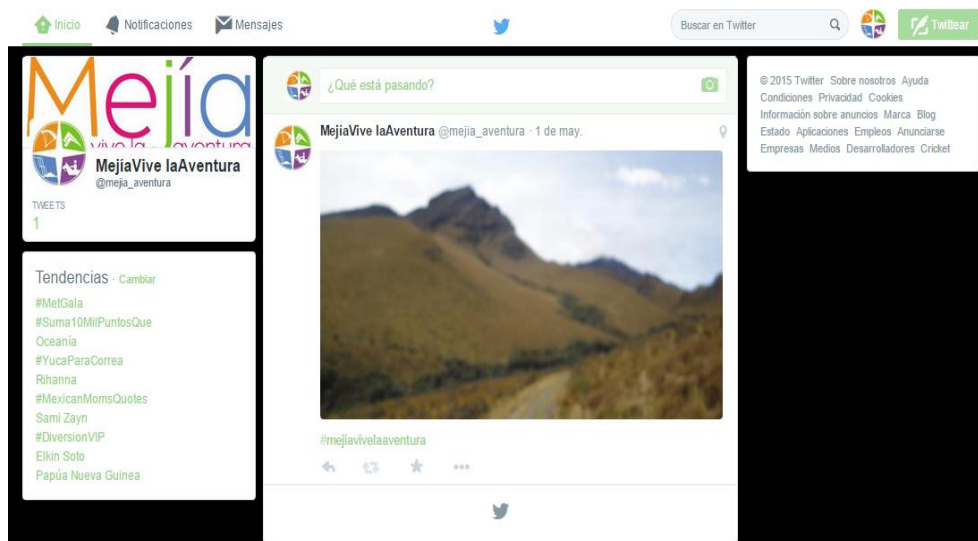 Inicio
Notificaciones
Mensajes
Buscar en Twitter
Twittear
Mejía
vive la aventura
MejiaVive laAventura
@mejia_aventura
TWEETS
1
Tendencias · Cambiar
#MetGala
#Suma10MilPuntosQue
Oceanía
#YucaParaCorrea
Rihanna
#MexicanMomsQuotes
Sami Zayn
#DiversionVIP
Elkin Soto
Papúa Nueva Guinea
¿Qué está pasando?
MejíaVive laAventura @mejia_aventura · 1 de may.
#mejiavivelaaventura
© 2015 Twitter Sobre nosotros Ayuda
Condiciones Privacidad Cookies
Información sobre anuncios Marca Blog
Estado Aplicaciones Empleos Anunciarse
Empresas Medios Desarrolladores Cricket